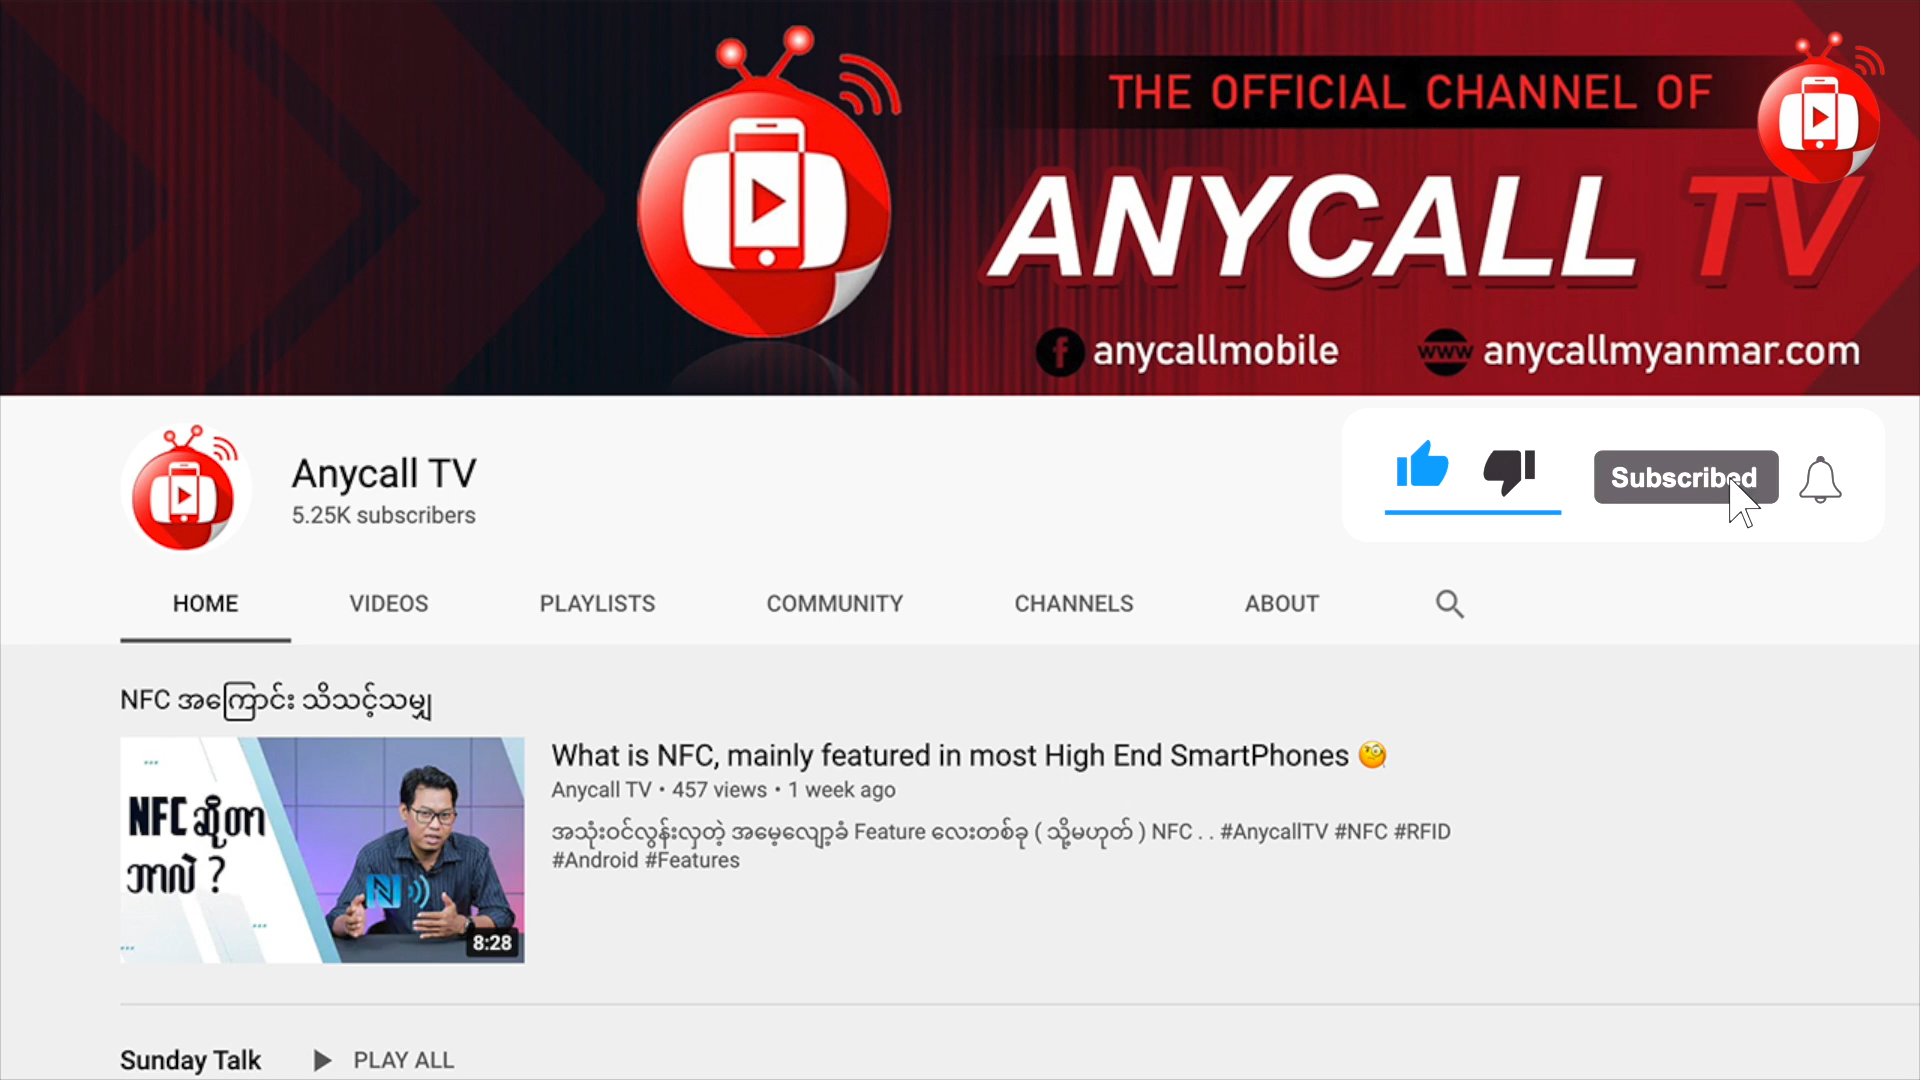 THE OFFICIAL CHANNEL OF
ANYCALL TV
f anycallmobile
www anycallmyanmar.com
Anycall TV
5.25K subscribers
Subscribed
HOME VIDEOS PLAYLISTS COMMUNITY CHANNELS ABOUT
NFC အကြောင်း သိသင့်သမျှ
NFC ဆိုတာ
ဘာလဲ ?
8:28
What is NFC, mainly featured in most High End SmartPhones 🧐
Anycall TV • 457 views • 1 week ago
အသုံးဝင်လွန်းလှတဲ့ အမေ့လျော့ခံ Feature လေးတစ်ခု ( သို့မဟုတ် ) NFC . . #AnycallTV #NFC #RFID
#Android #Features
Sunday Talk PLAY ALL